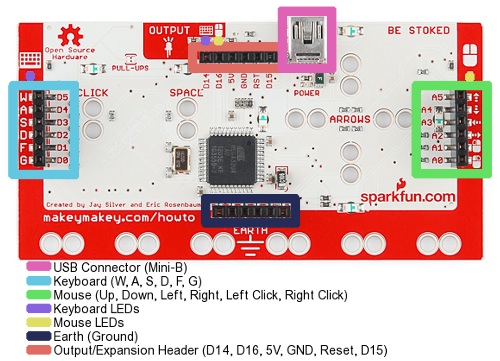 OUTPUT
BE STOKED
Open Source
Hardware
PULL-UPS
D14
D16
5V
GND
RST
D15
POWER
CLICK
SPACE
ARROWS
W D5
A D4
S D3
D D2
F D1
G D0
A5
A4
A3
A2
A1
A0
Created by Jay Silver and Eric Rosenbaum
makeymakey.com/howto
sparkfun.com
EARTH
USB Connector (Mini-B)
Keyboard (W, A, S, D, F, G)
Mouse (Up, Down, Left, Right, Left Click, Right Click)
Keyboard LEDs
Mouse LEDs
Earth (Ground)
Output/Expansion Header (D14, D16, 5V, GND, Reset, D15)